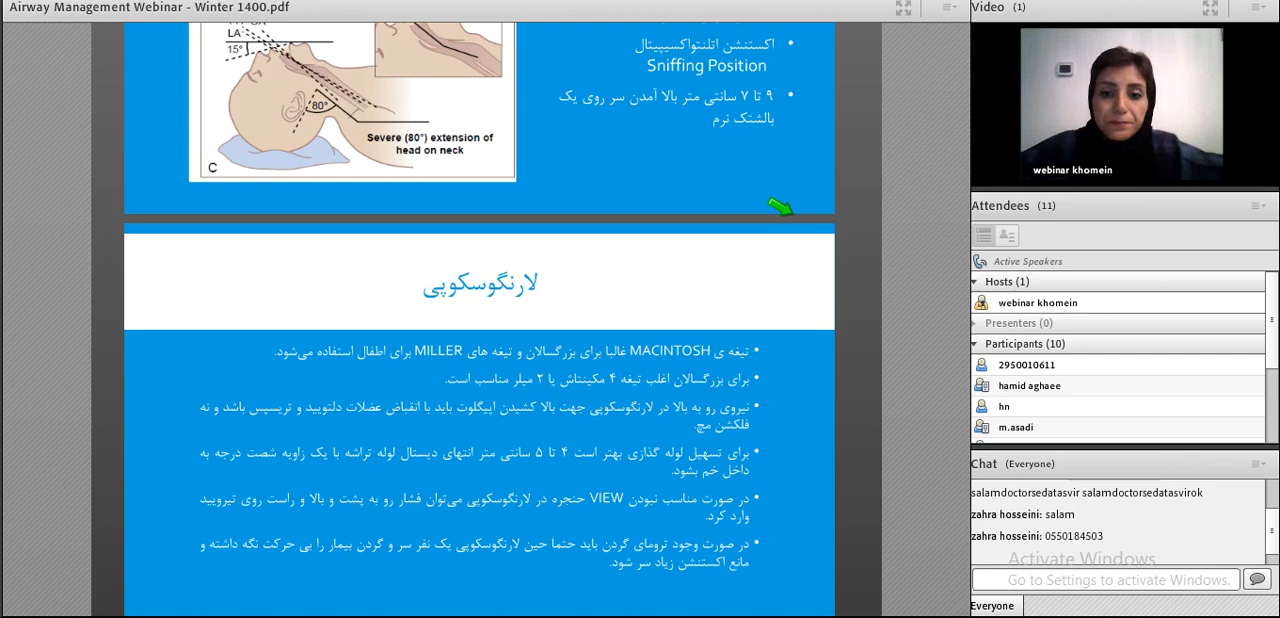 Airway Management Webinar - Winter 1400.pdf
LA
15°
80°
Severe (80°) extension of
head on neck
C
• اکستنشن اتلنتواکسیپیتال
Sniffing Position
• ۹ تا ۷ سانتی متر بالا آمدن سر روی یک
بالشتک نرم
لارنگوسکوپی
• تیغه ی MACINTOSH غالبا برای بزرگسالان و تیغه های MILLER برای اطفال استفاده می‌شود.
• برای بزرگسالان اغلب تیغه ۴ مکینتاش یا ۲ میلر مناسب است.
• نیروی رو به بالا در لارنگوسکوپی جهت بالا کشیدن اپیگلوت باید با انقباض عضلات دلتویید و تریسپس باشد و نه
فلکشن مچ.
• برای تسهیل لوله گذاری بهتر است ۴ تا ۵ سانتی متر انتهای دیستال لوله تراشه با یک زاویه شصت درجه به
داخل خم بشود.
• در صورت مناسب نبودن VIEW حنجره در لارنگوسکوپی می‌توان فشار رو به پشت و بالا و راست روی تیرویید
وارد کرد.
• در صورت وجود ترومای گردن باید حتما حین لارنگوسکوپی یک نفر سر و گردن بیمار را بی حرکت نگه داشته و
مانع اکستنشن زیاد سر شود.
Video (1)
webinar khomein
Attendees (11)
Active Speakers
Hosts (1)
webinar khomein
Presenters (0)
Participants (10)
2950010611
hamid aghaee
hn
m.asadi
Chat (Everyone)
salamdoctorsedatsvir salamdoctorsedatsvirok
zahra hosseini: salam
zahra hosseini: 0550184503
Activate Windows
Go to Settings to activate Windows.
Everyone